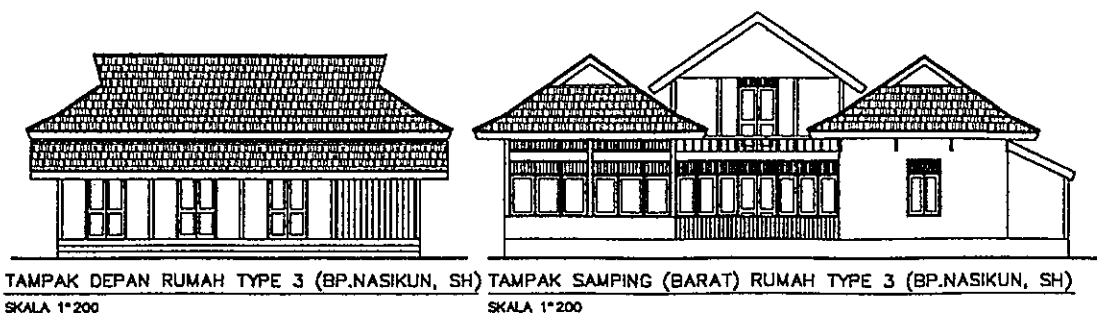 TAMPAK DEPAN RUMAH TYPE 3 (BP.NASIKUN, SH)
SKALA 1"200
TAMPAK SAMPING (BARAT) RUMAH TYPE 3 (BP.NASIKUN, SH)
SKALA 1"200